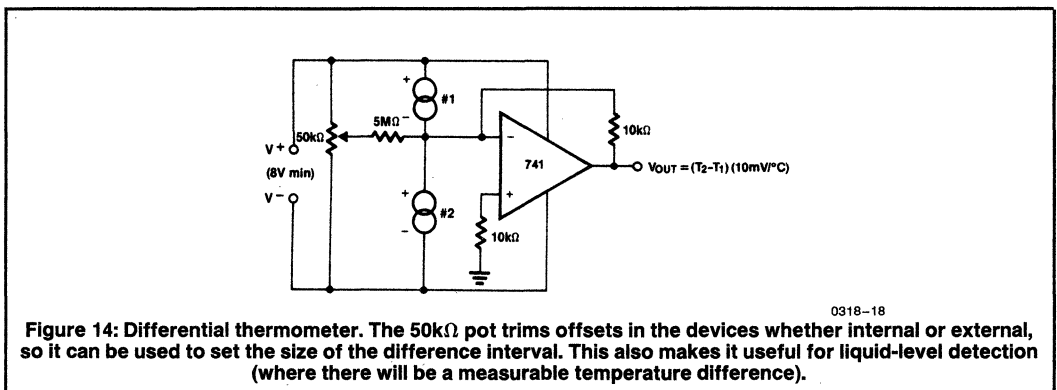 +
#1
−
5MΩ
50kΩ
V+
(8V min)
V−
−
741
+
10kΩ
VOUT = (T2−T1) (10mV/°C)
+
#2
−
10kΩ
0318–18
Figure 14: Differential thermometer. The 50kΩ pot trims offsets in the devices whether internal or external,
so it can be used to set the size of the difference interval. This also makes it useful for liquid-level detection
(where there will be a measurable temperature difference).